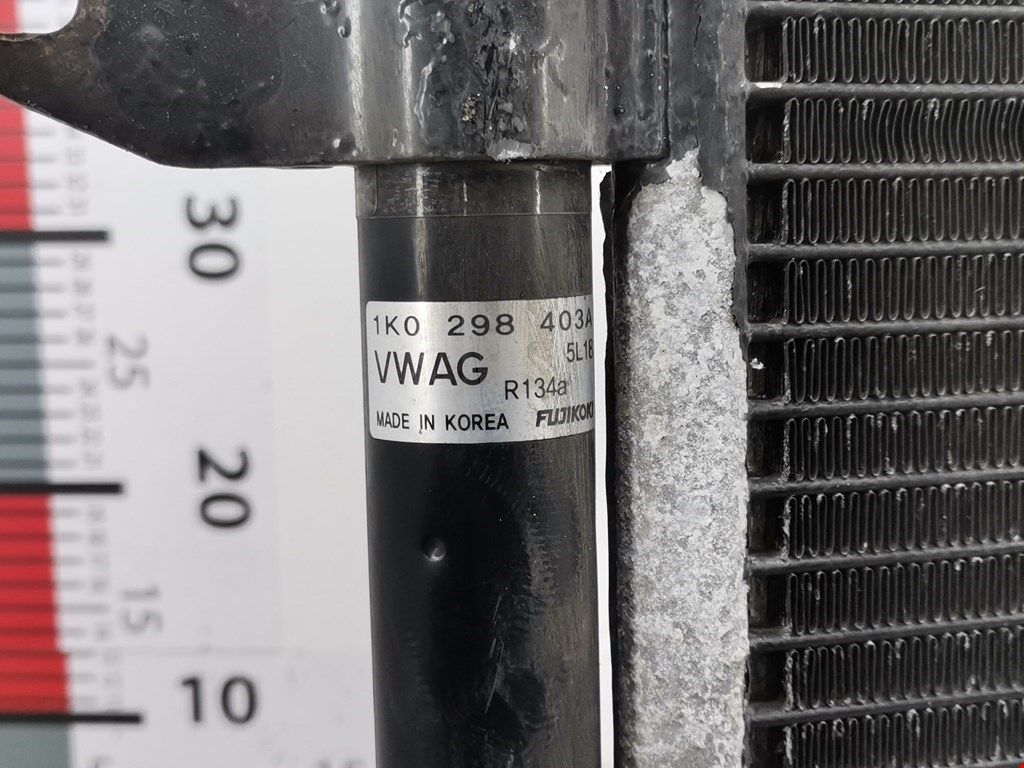 1K0 298 403A
5L18
VWAG
R134a
MADE IN KOREA FUJIKOKI
30
25
20
15
10